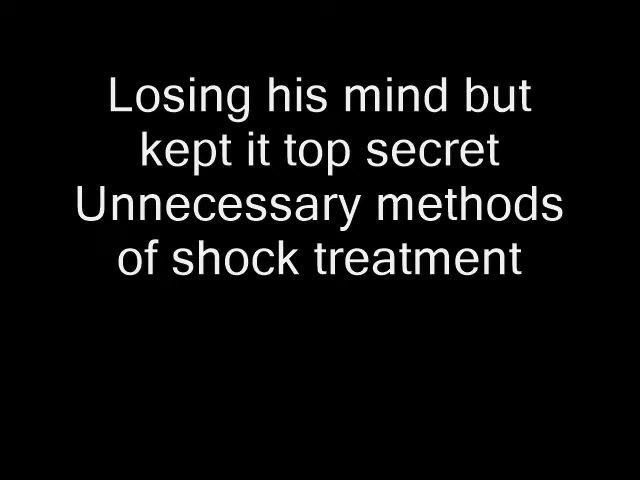 Losing his mind but
kept it top secret
Unnecessary methods
of shock treatment